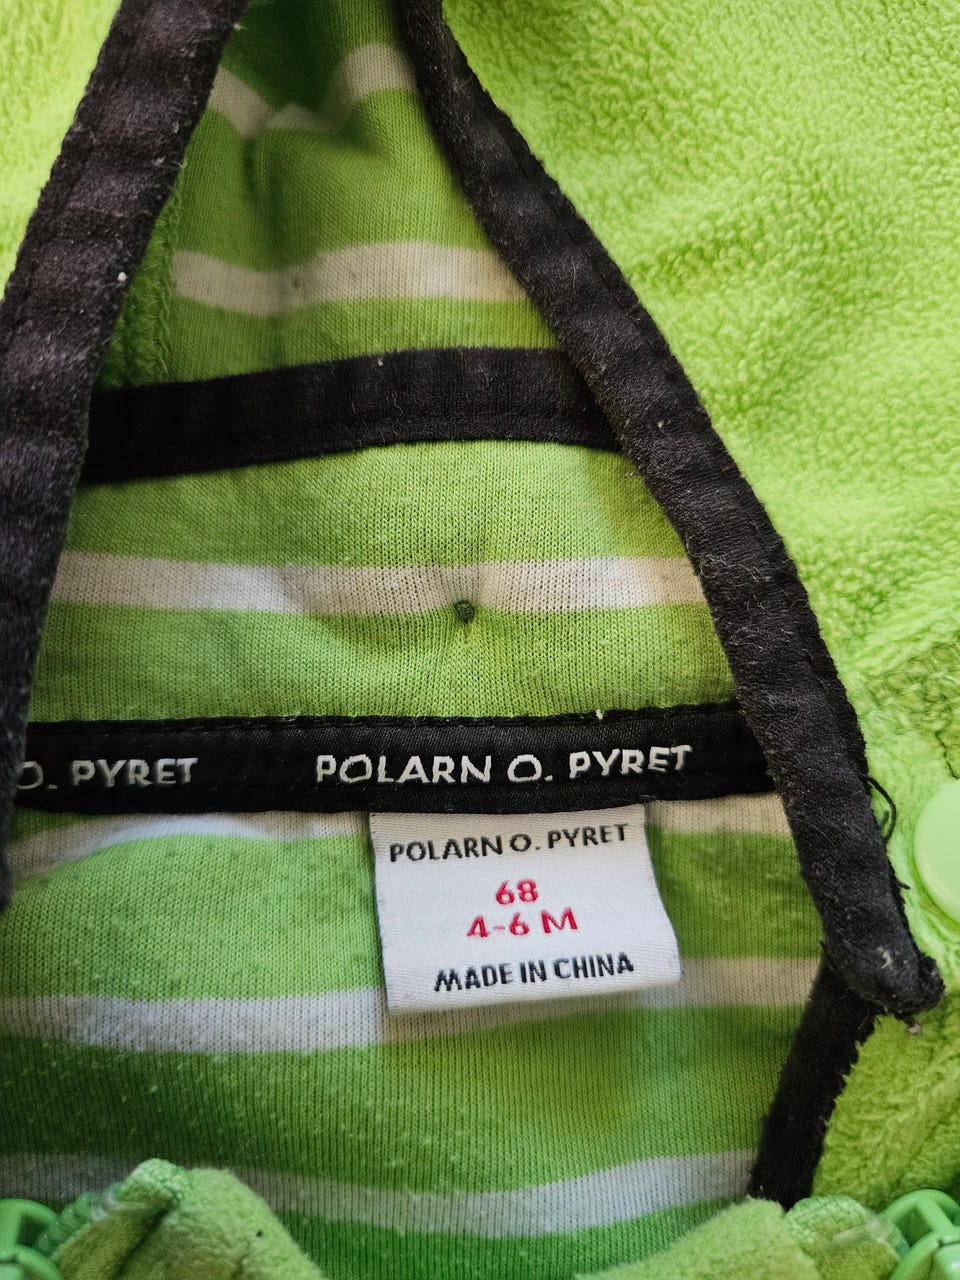 O. PYRET POLARN O. PYRET
POLARN O. PYRET
68
4-6 M
MADE IN CHINA